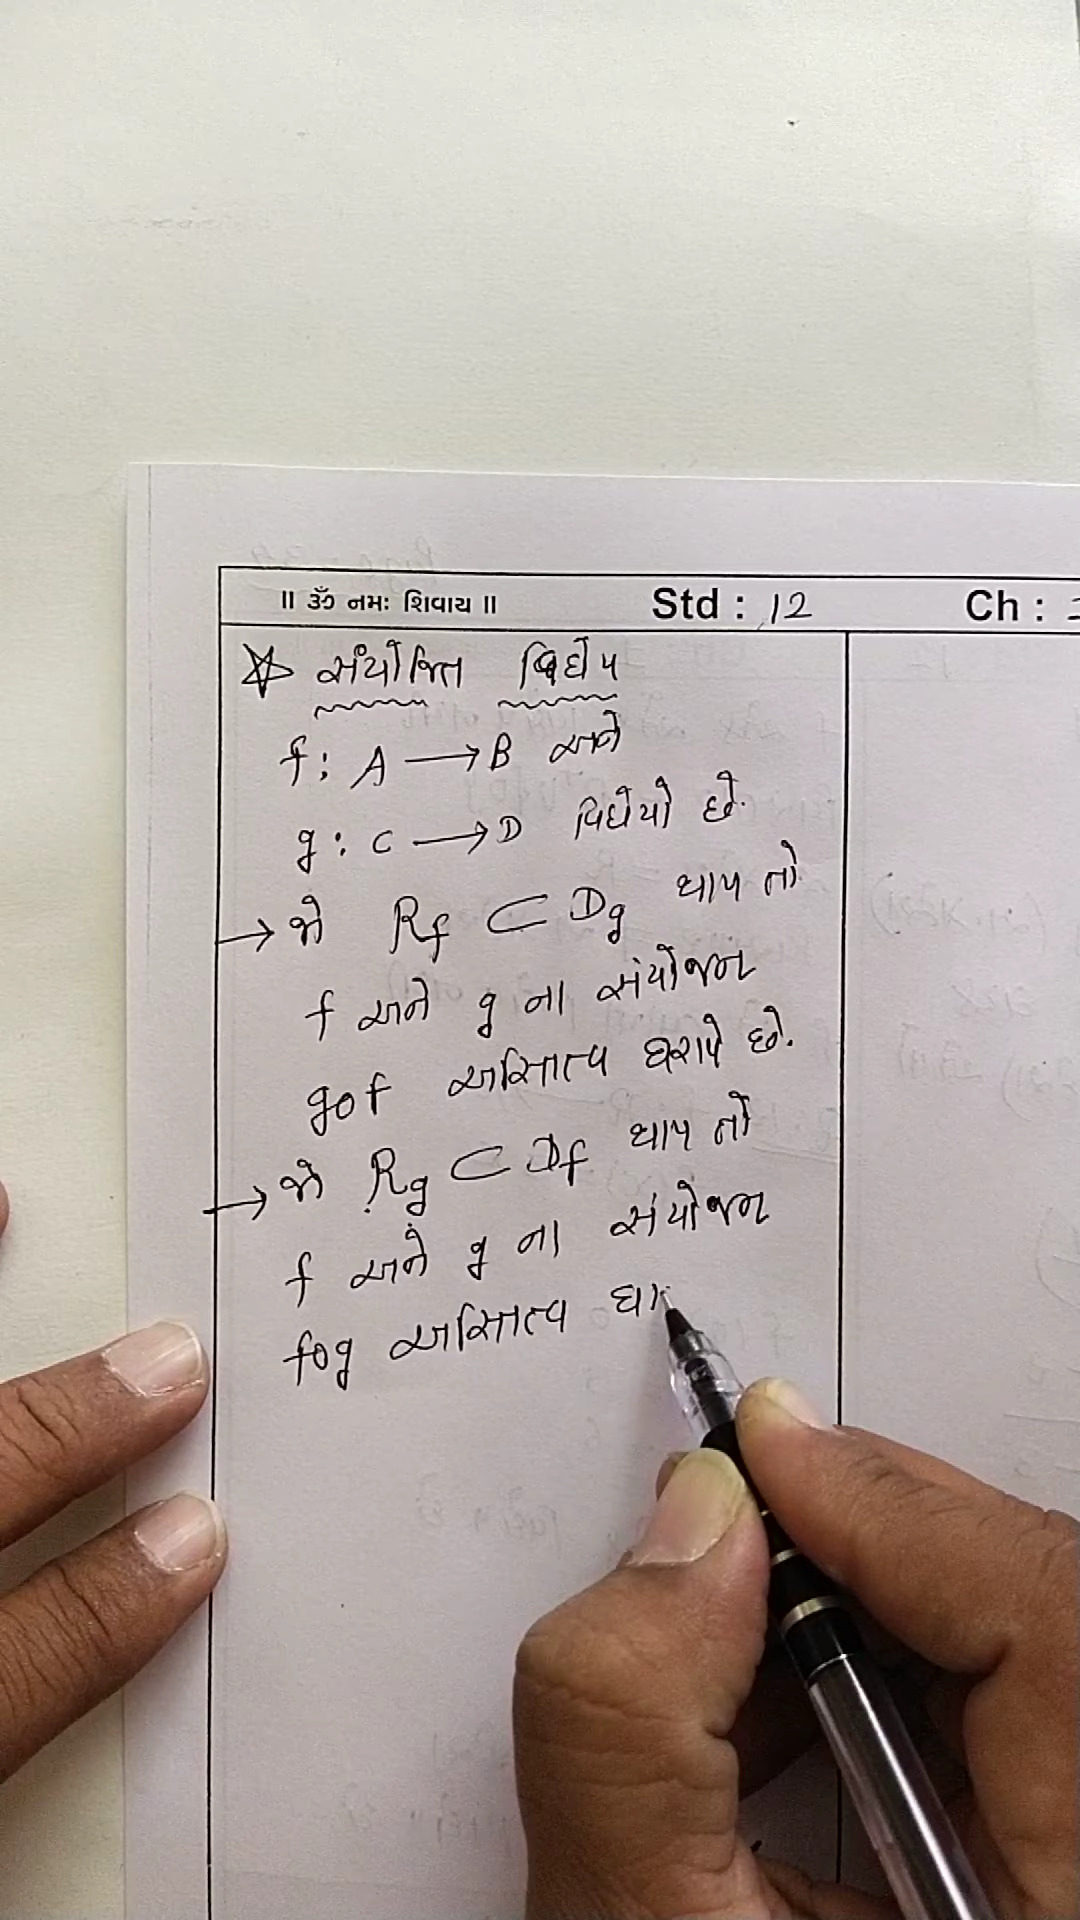 ॥ ૐ નમઃ શિવાય ॥ Std : 12 Ch :
સંયોજિત વિધેય
f : A → B અને
g : C → D વિધેયો છે.
→ જો Rf ⊂ Dg થાય તો
f અને g ના સંયોજન
gof અસ્તિત્વ ધરાવે છે.
→ જો Rg ⊂ Df થાય તો
f અને g ના સંયોજન
fog અસ્તિત્વ